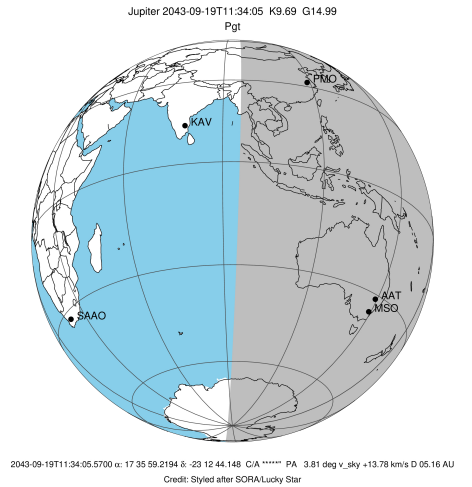 Jupiter 2043-09-19T11:34:05 K9.69 G14.99
Pgt
PMO
KAV
AAT
MSO
SAAO
2043-09-19T11:34:05.5700 α: 17 35 59.2194 δ: -23 12 44.148 C/A *****" PA 3.81 deg v_sky +13.78 km/s D 05.16 AU
Credit: Styled after SORA/Lucky Star